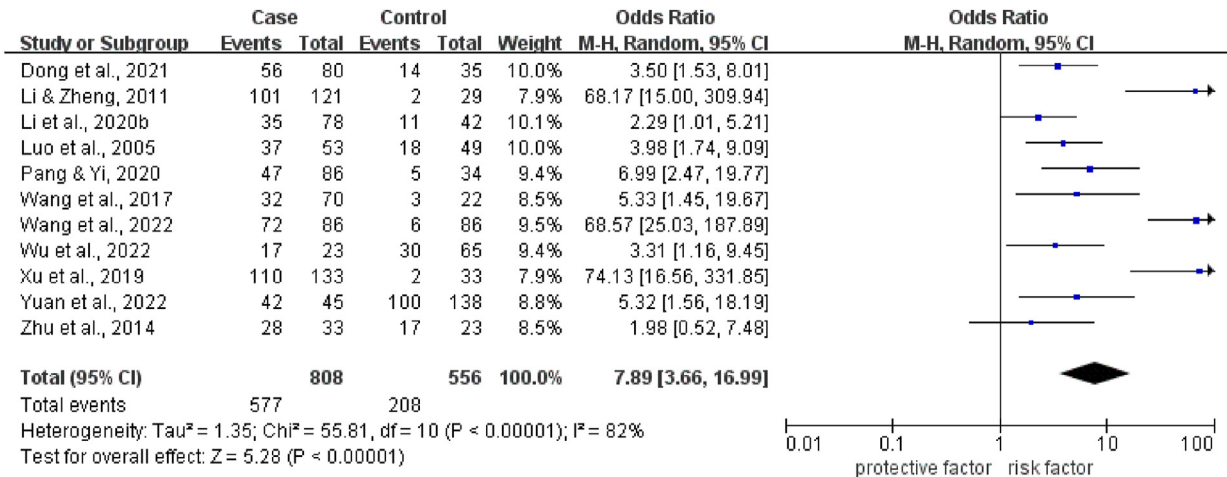 Case Control Odds Ratio Odds Ratio
Study or Subgroup Events Total Events Total Weight M-H, Random, 95% CI M-H, Random, 95% CI
Dong et al., 2021 56 80 14 35 10.0% 3.50 [1.53, 8.01]
Li & Zheng, 2011 101 121 2 29 7.9% 68.17 [15.00, 309.94]
Li et al., 2020b 35 78 11 42 10.1% 2.29 [1.01, 5.21]
Luo et al., 2005 37 53 18 49 10.0% 3.98 [1.74, 9.09]
Pang & Yi, 2020 47 86 5 34 9.4% 6.99 [2.47, 19.77]
Wang et al., 2017 32 70 3 22 8.5% 5.33 [1.45, 19.67]
Wang et al., 2022 72 86 6 86 9.5% 68.57 [25.03, 187.89]
Wu et al., 2022 17 23 30 65 9.4% 3.31 [1.16, 9.45]
Xu et al., 2019 110 133 2 33 7.9% 74.13 [16.56, 331.85]
Yuan et al., 2022 42 45 100 138 8.8% 5.32 [1.56, 18.19]
Zhu et al., 2014 28 33 17 23 8.5% 1.98 [0.52, 7.48]
Total (95% CI) 808 556 100.0% 7.89 [3.66, 16.99]
Total events 577 208
Heterogeneity: Tau² = 1.35; Chi² = 55.81, df = 10 (P < 0.00001); I² = 82%
Test for overall effect: Z = 5.28 (P < 0.00001)
0.01 0.1 1 10 100
protective factor risk factor